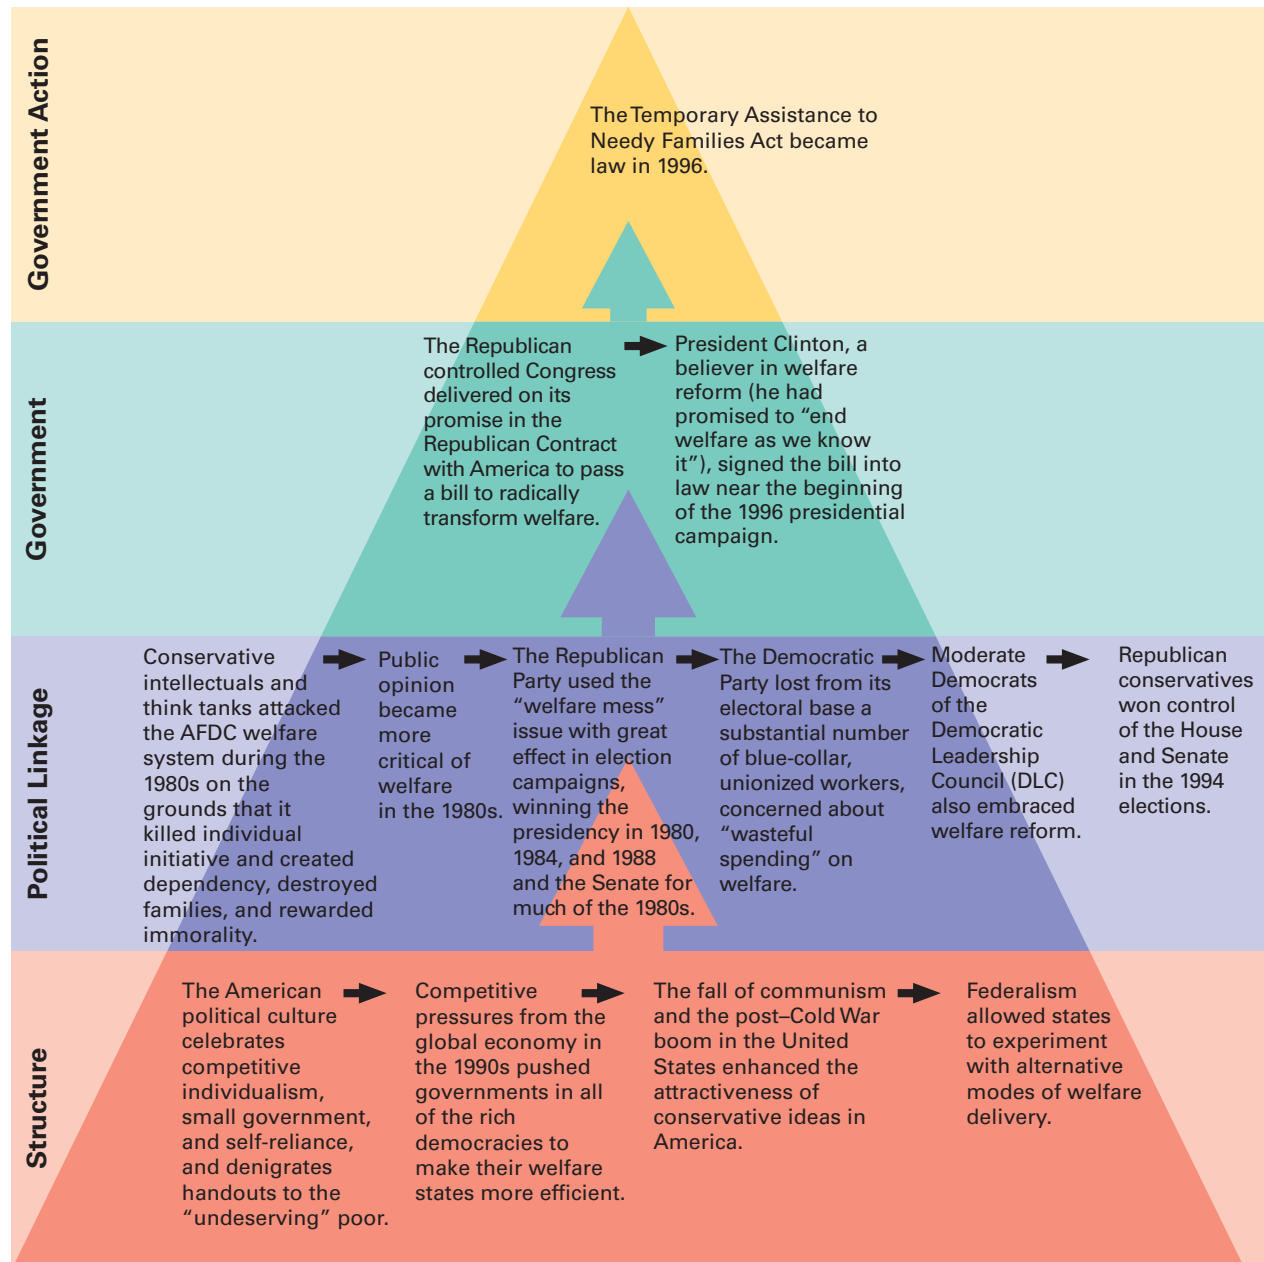 Government Action
The Temporary Assistance to
Needy Families Act became
law in 1996.
Government
The Republican
controlled Congress
delivered on its
promise in the
Republican Contract
with America to pass
a bill to radically
transform welfare.
President Clinton, a
believer in welfare
reform (he had
promised to “end
welfare as we know
it”), signed the bill into
law near the beginning
of the 1996 presidential
campaign.
Political Linkage
Conservative
intellectuals and
think tanks attacked
the AFDC welfare
system during the
1980s on the
grounds that it
killed individual
initiative and created
dependency, destroyed
families, and rewarded
immorality.
Public
opinion
became
more
critical of
welfare
in the 1980s.
The Republican
Party used the
“welfare mess”
issue with great
effect in election
campaigns,
winning the
presidency in 1980,
1984, and 1988
and the Senate for
much of the 1980s.
The Democratic
Party lost from its
electoral base a
substantial number
of blue-collar,
unionized workers,
concerned about
“wasteful
spending” on
welfare.
Moderate
Democrats
of the
Democratic
Leadership
Council (DLC)
also embraced
welfare reform.
Republican
conservatives
won control
of the House
and Senate
in the 1994
elections.
Structure
The American
political culture
celebrates
competitive
individualism,
small government,
and self-reliance,
and denigrates
handouts to the
“undeserving” poor.
Competitive
pressures from the
global economy in
the 1990s pushed
governments in all
of the rich
democracies to
make their welfare
states more efficient.
The fall of communism
and the post–Cold War
boom in the United
States enhanced the
attractiveness of
conservative ideas in
America.
Federalism
allowed states
to experiment
with alternative
modes of welfare
delivery.